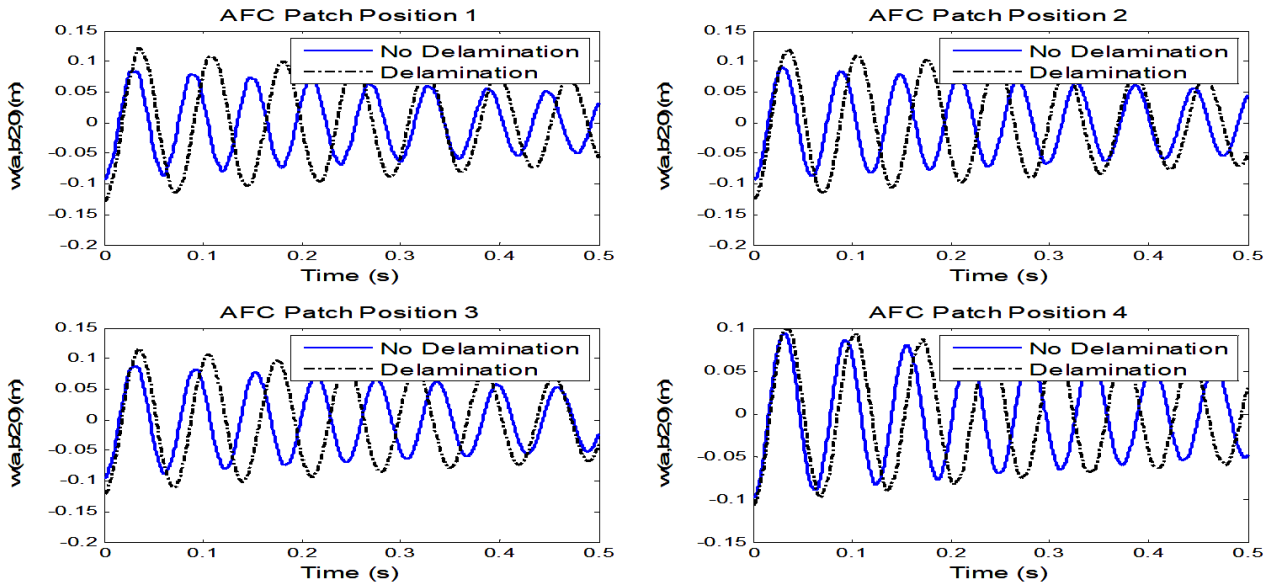 AFC Patch Position 1
0.15
0.1
0.05
0
-0.05
-0.1
-0.15
-0.2
w(a,b20)(m)
No Delamination
Delamination
0 0.1 0.2 0.3 0.4 0.5
Time (s)
AFC Patch Position 2
0.15
0.1
0.05
0
-0.05
-0.1
-0.15
-0.2
w(a,b20)(m)
No Delamination
Delamination
0 0.1 0.2 0.3 0.4 0.5
Time (s)
AFC Patch Position 3
0.15
0.1
0.05
0
-0.05
-0.1
-0.15
-0.2
w(a,b20)(m)
No Delamination
Delamination
0 0.1 0.2 0.3 0.4 0.5
Time (s)
AFC Patch Position 4
0.1
0.05
0
-0.05
-0.1
-0.15
w(a,b20)(m)
No Delamination
Delamination
0 0.1 0.2 0.3 0.4 0.5
Time (s)